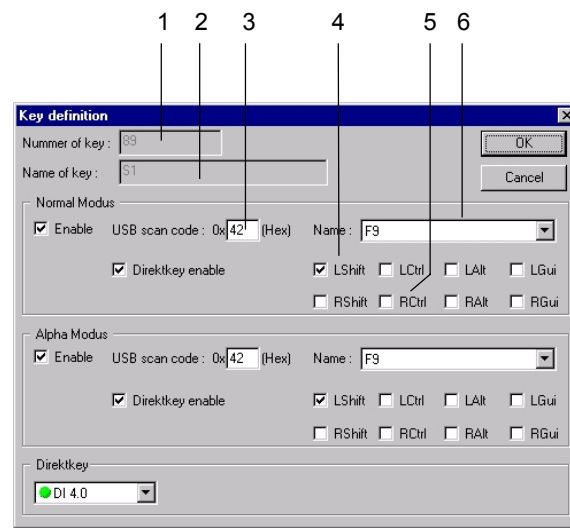 1 2 3 4 5 6
Key definition
Nummer of key : 89
OK
Name of key : S1
Cancel
Normal Modus
Enable USB scan code : 0x 42 (Hex) Name : F9
Direktkey enable LShift LCtrl LAlt LGui
RShift RCtrl RAlt RGui
Alpha Modus
Enable USB scan code : 0x 42 (Hex) Name : F9
Direktkey enable LShift LCtrl LAlt LGui
RShift RCtrl RAlt RGui
Direktkey
DI 4.0